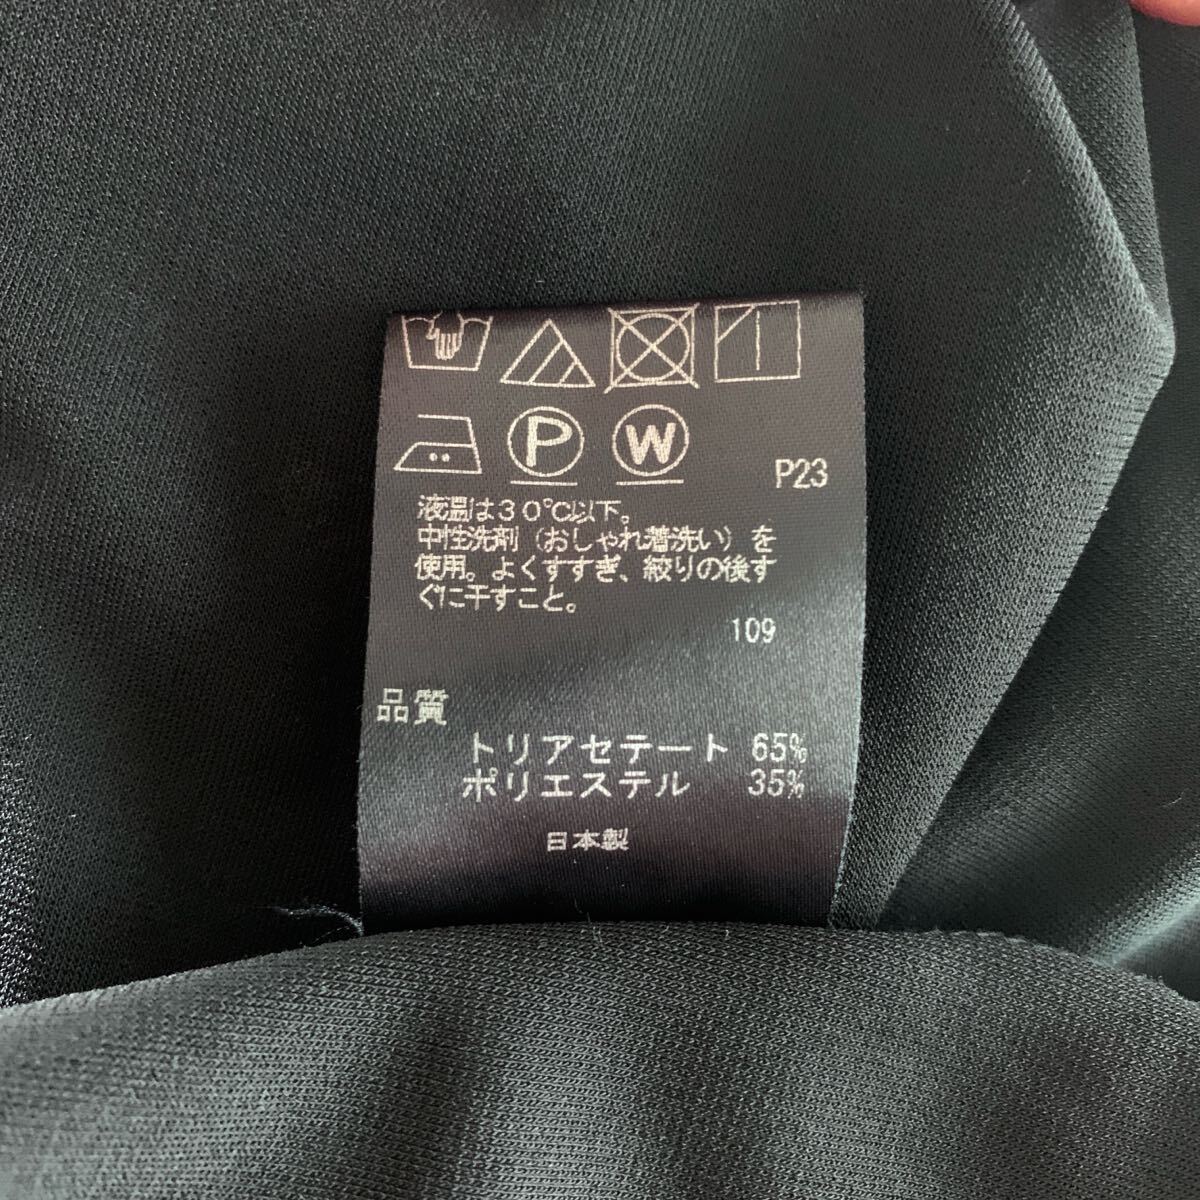 P W
P23
液温は30℃以下。
中性洗剤（おしゃれ着洗い）を
使用。よくすすぎ、絞りの後す
ぐに干すこと。
109
品質
トリアセテート 65%
ポリエステル 35%
日本製